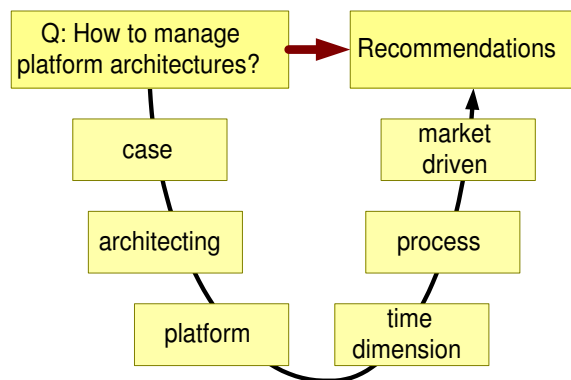 Q: How to manage
platform architectures?
Recommendations
case
architecting
platform
time
dimension
process
market
driven